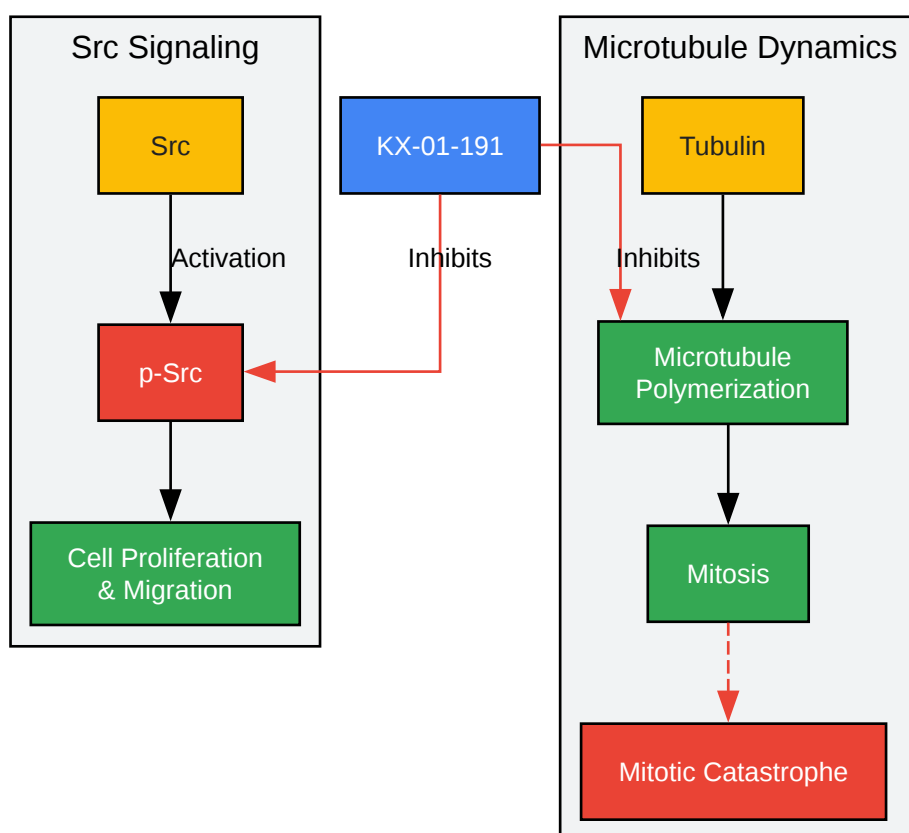 Src Signaling
Microtubule Dynamics
Src
KX-01-191
Tubulin
Activation
Inhibits
Inhibits
p-Src
Microtubule
Polymerization
Cell Proliferation
& Migration
Mitosis
Mitotic Catastrophe